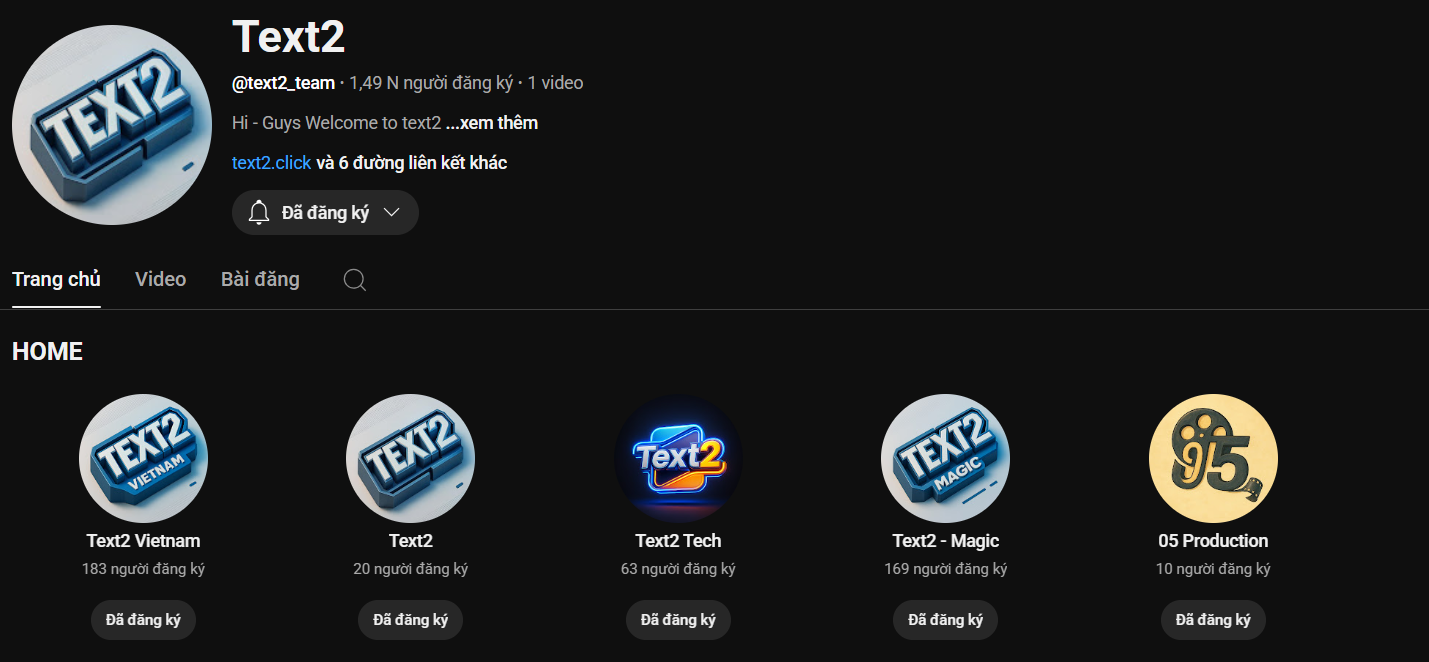 TEXT2
Text2
@text2_team · 1,49 N người đăng ký · 1 video
Hi - Guys Welcome to text2 ...xem thêm
text2.click và 6 đường liên kết khác
Đã đăng ký
Trang chủ Video Bài đăng
HOME
TEXT2 VIETNAM
TEXT2
Text2
TEXT2 MAGIC
05
Text2 Vietnam Text2 Text2 Tech Text2 - Magic 05 Production
183 người đăng ký 20 người đăng ký 63 người đăng ký 169 người đăng ký 10 người đăng ký
Đã đăng ký Đã đăng ký Đã đăng ký Đã đăng ký Đã đăng ký